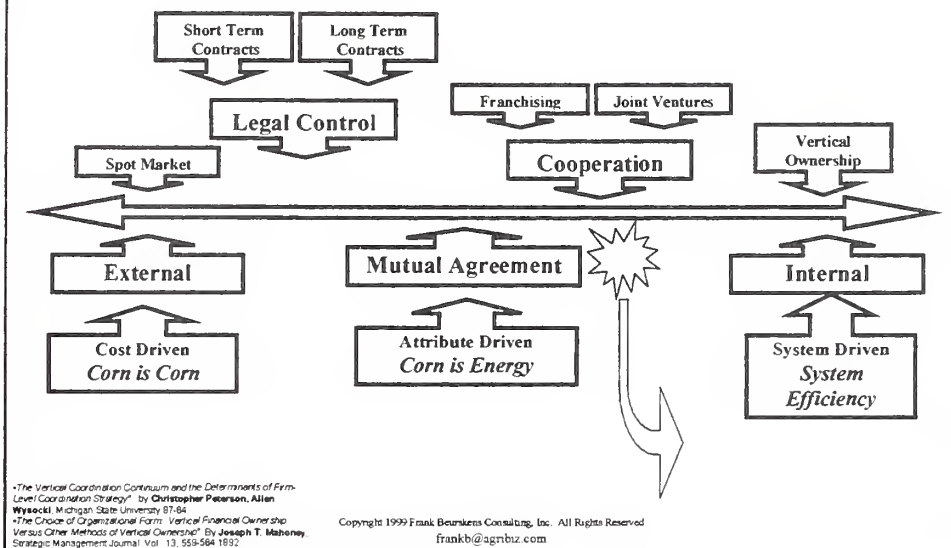 Short Term
Contracts
Long Term
Contracts
Legal Control
Franchising
Joint Ventures
Spot Market
Cooperation
Vertical
Ownership
External
Mutual Agreement
Internal
Cost Driven
Corn is Corn
Attribute Driven
Corn is Energy
System Driven
System
Efficiency
•The Vertical Coordination Continuum and the Determinants of Firm-
Level Coordination Strategy" by Christopher Peterson, Allen
Wysocki, Michigan State University 97-64
•The Choice of Organizational Form: Vertical Financial Ownership
Versus Other Methods of Vertical Ownership" By Joseph T. Mahoney,
Strategic Management Journal Vol 13, 559-584 1992
Copyright 1999 Frank Beurskens Consulting, Inc. All Rights Reserved
frankb@agribiz.com